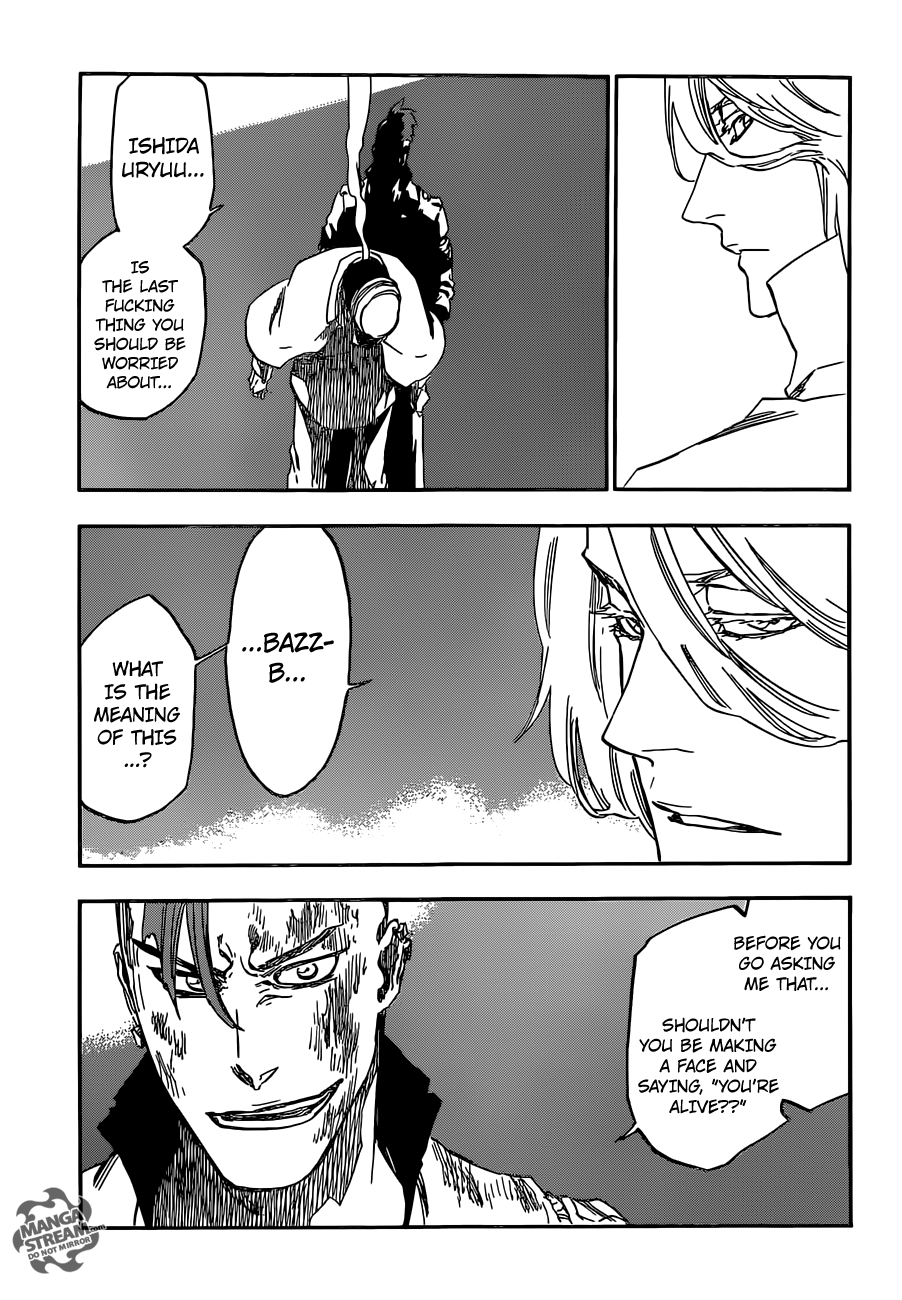 ISHIDA
URYUU...
IS
THE LAST
FUCKING
THING YOU
SHOULD BE
WORRIED
ABOUT...
...BAZZ-
B...
WHAT
IS THE
MEANING
OF THIS
...?
BEFORE YOU
GO ASKING
ME THAT...
SHOULDN'T
YOU BE MAKING
A FACE AND
SAYING, "YOU'RE
ALIVE??"
MANGA
STREAM.com
DO NOT MIRROR